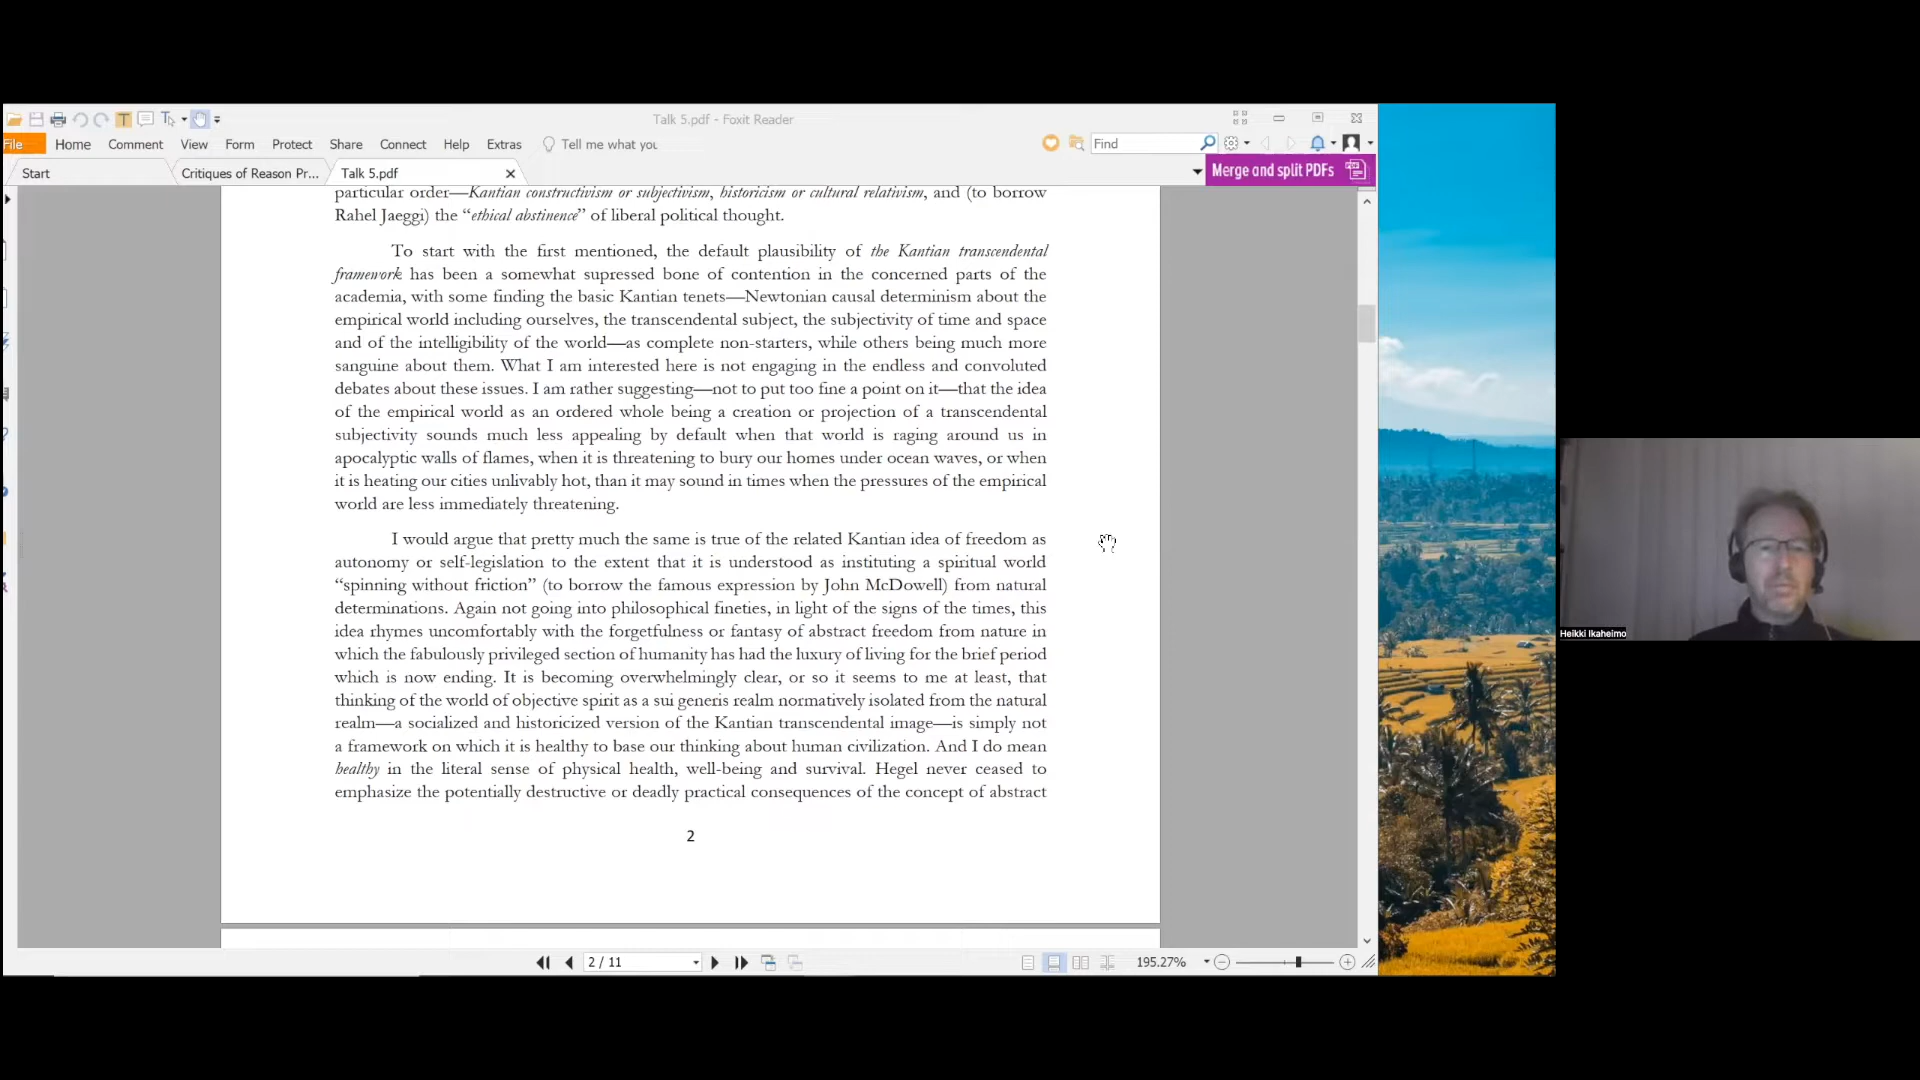 Talk 5.pdf - Foxit Reader
File Home Comment View Form Protect Share Connect Help Extras Tell me what you Find
Start Critiques of Reason Pr... Talk 5.pdf Merge and split PDFs
particular order—Kantian constructivism or subjectivism, historicism or cultural relativism, and (to borrow
Rahel Jaeggi) the “ethical abstinence” of liberal political thought.
To start with the first mentioned, the default plausibility of the Kantian transcendental
framework has been a somewhat supressed bone of contention in the concerned parts of the
academia, with some finding the basic Kantian tenets—Newtonian causal determinism about the
empirical world including ourselves, the transcendental subject, the subjectivity of time and space
and of the intelligibility of the world—as complete non-starters, while others being much more
sanguine about them. What I am interested here is not engaging in the endless and convoluted
debates about these issues. I am rather suggesting—not to put too fine a point on it—that the idea
of the empirical world as an ordered whole being a creation or projection of a transcendental
subjectivity sounds much less appealing by default when that world is raging around us in
apocalyptic walls of flames, when it is threatening to bury our homes under ocean waves, or when
it is heating our cities unlivably hot, than it may sound in times when the pressures of the empirical
world are less immediately threatening.
I would argue that pretty much the same is true of the related Kantian idea of freedom as
autonomy or self-legislation to the extent that it is understood as instituting a spiritual world
“spinning without friction” (to borrow the famous expression by John McDowell) from natural
determinations. Again not going into philosophical fineties, in light of the signs of the times, this
idea rhymes uncomfortably with the forgetfulness or fantasy of abstract freedom from nature in
which the fabulously privileged section of humanity has had the luxury of living for the brief period
which is now ending. It is becoming overwhelmingly clear, or so it seems to me at least, that
thinking of the world of objective spirit as a sui generis realm normatively isolated from the natural
realm—a socialized and historicized version of the Kantian transcendental image—is simply not
a framework on which it is healthy to base our thinking about human civilization. And I do mean
healthy in the literal sense of physical health, well-being and survival. Hegel never ceased to
emphasize the potentially destructive or deadly practical consequences of the concept of abstract
2
2 / 11 195.27%
Heikki Ikaheimo